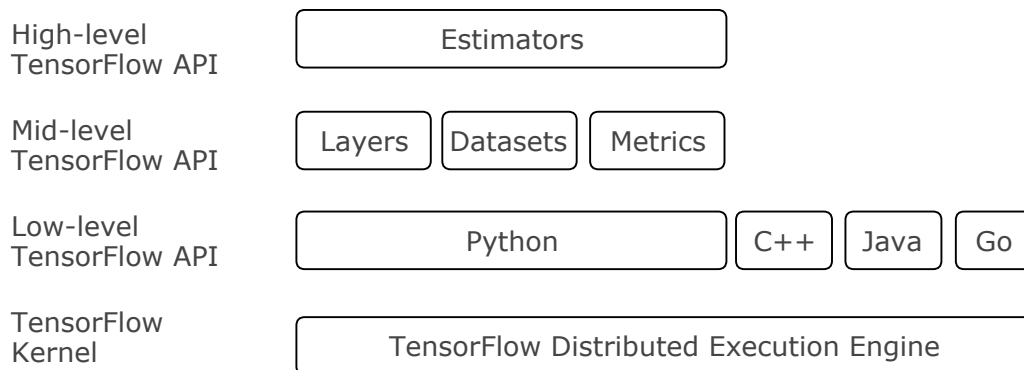 High-level
TensorFlow API
Estimators
Mid-level
TensorFlow API
Layers
Datasets
Metrics
Low-level
TensorFlow API
Python
C++
Java
Go
TensorFlow
Kernel
TensorFlow Distributed Execution Engine